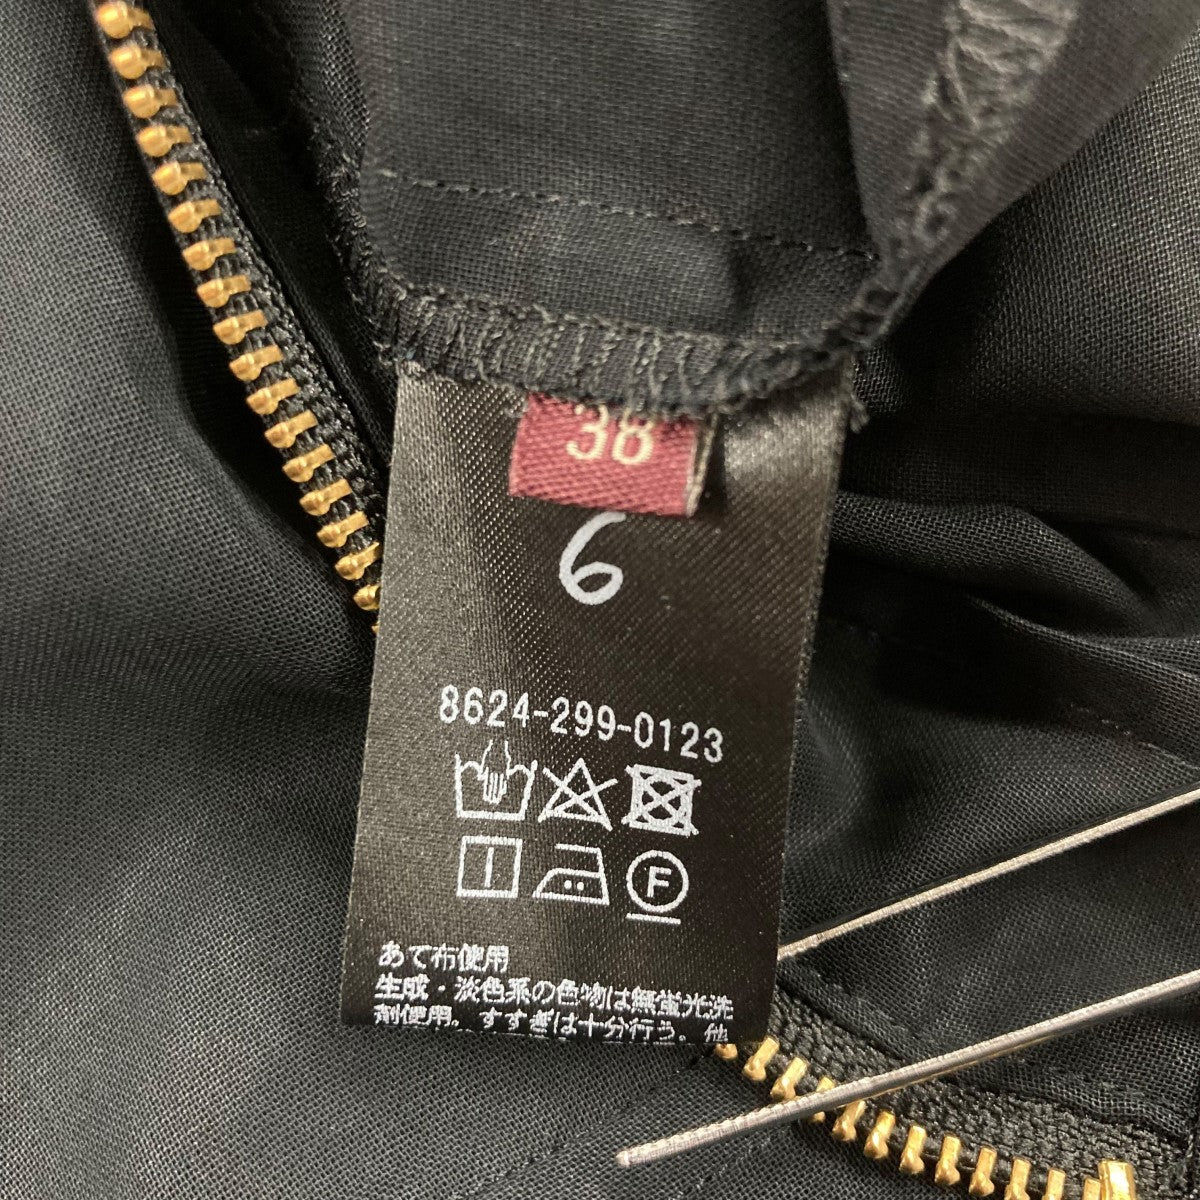 38
6
8624-299-0123
F
あて布使用
生成・淡色系の色物は無蛍光洗
剤使用。すすぎは十分行う。他